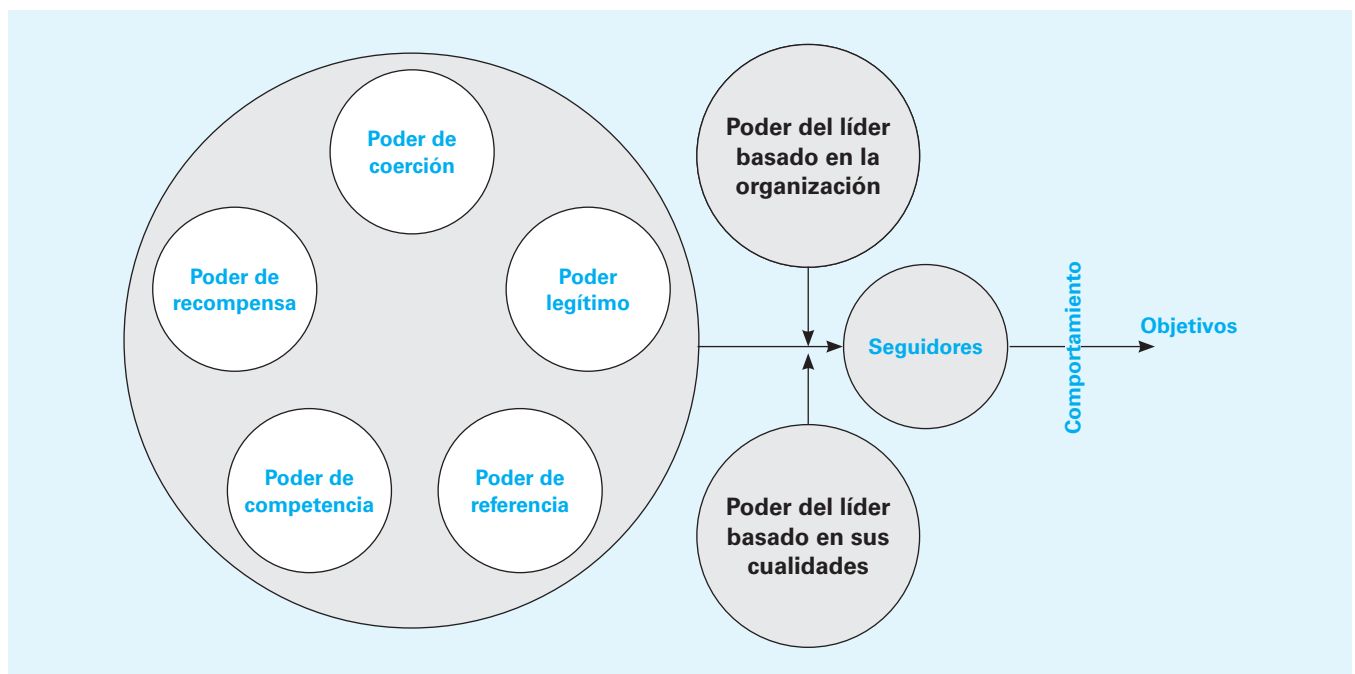 Poder de
coerción
Poder de
recompensa
Poder
legítimo
Poder de
competencia
Poder de
referencia
Poder del líder
basado en la
organización
Poder del líder
basado en sus
cualidades
Seguidores
Comportamiento
Objetivos